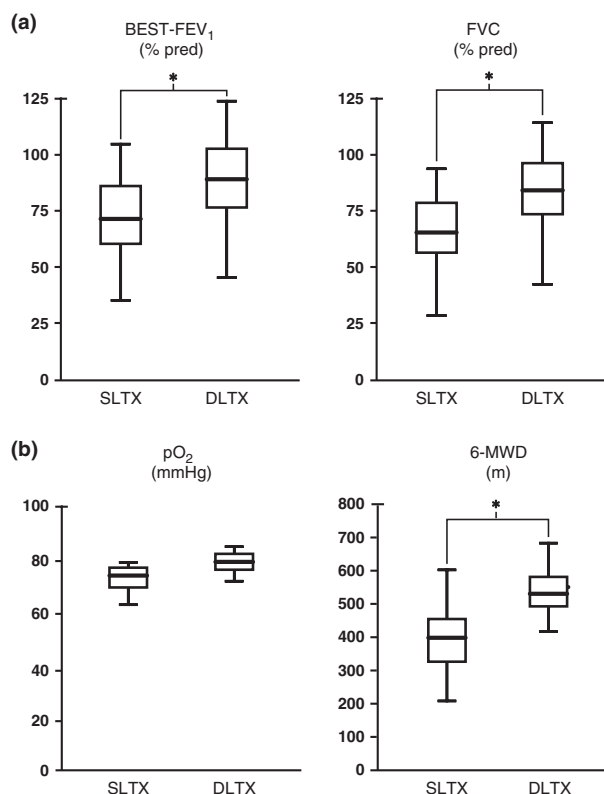 (a)
BEST-FEV₁
(% pred)
*
125
100
75
50
25
0
SLTX DLTX
FVC
(% pred)
*
125
100
75
50
25
0
SLTX DLTX
(b)
pO₂
(mmHg)
100
80
60
40
20
0
SLTX DLTX
6-MWD
(m)
*
800
700
600
500
400
300
200
100
0
SLTX DLTX